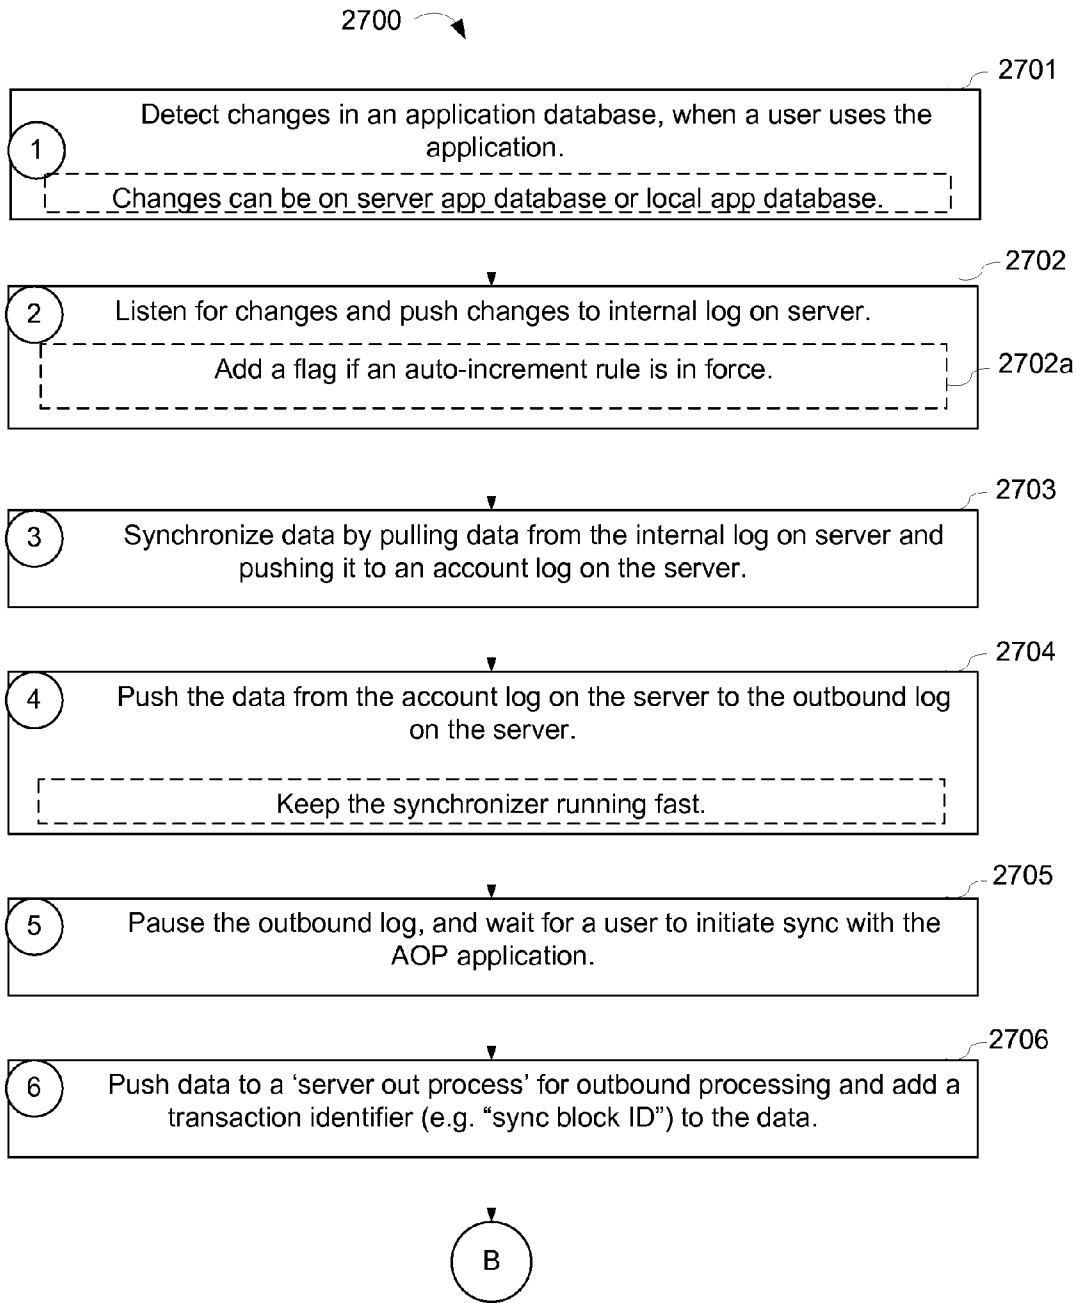 2700
2701
Detect changes in an application database, when a user uses the
application.
1
Changes can be on server app database or local app database.
2702
2
Listen for changes and push changes to internal log on server.
Add a flag if an auto-increment rule is in force.
2702a
2703
3
Synchronize data by pulling data from the internal log on server and
pushing it to an account log on the server.
2704
4
Push the data from the account log on the server to the outbound log
on the server.
Keep the synchronizer running fast.
2705
5
Pause the outbound log, and wait for a user to initiate sync with the
AOP application.
2706
6
Push data to a ‘server out process’ for outbound processing and add a
transaction identifier (e.g. “sync block ID”) to the data.
B